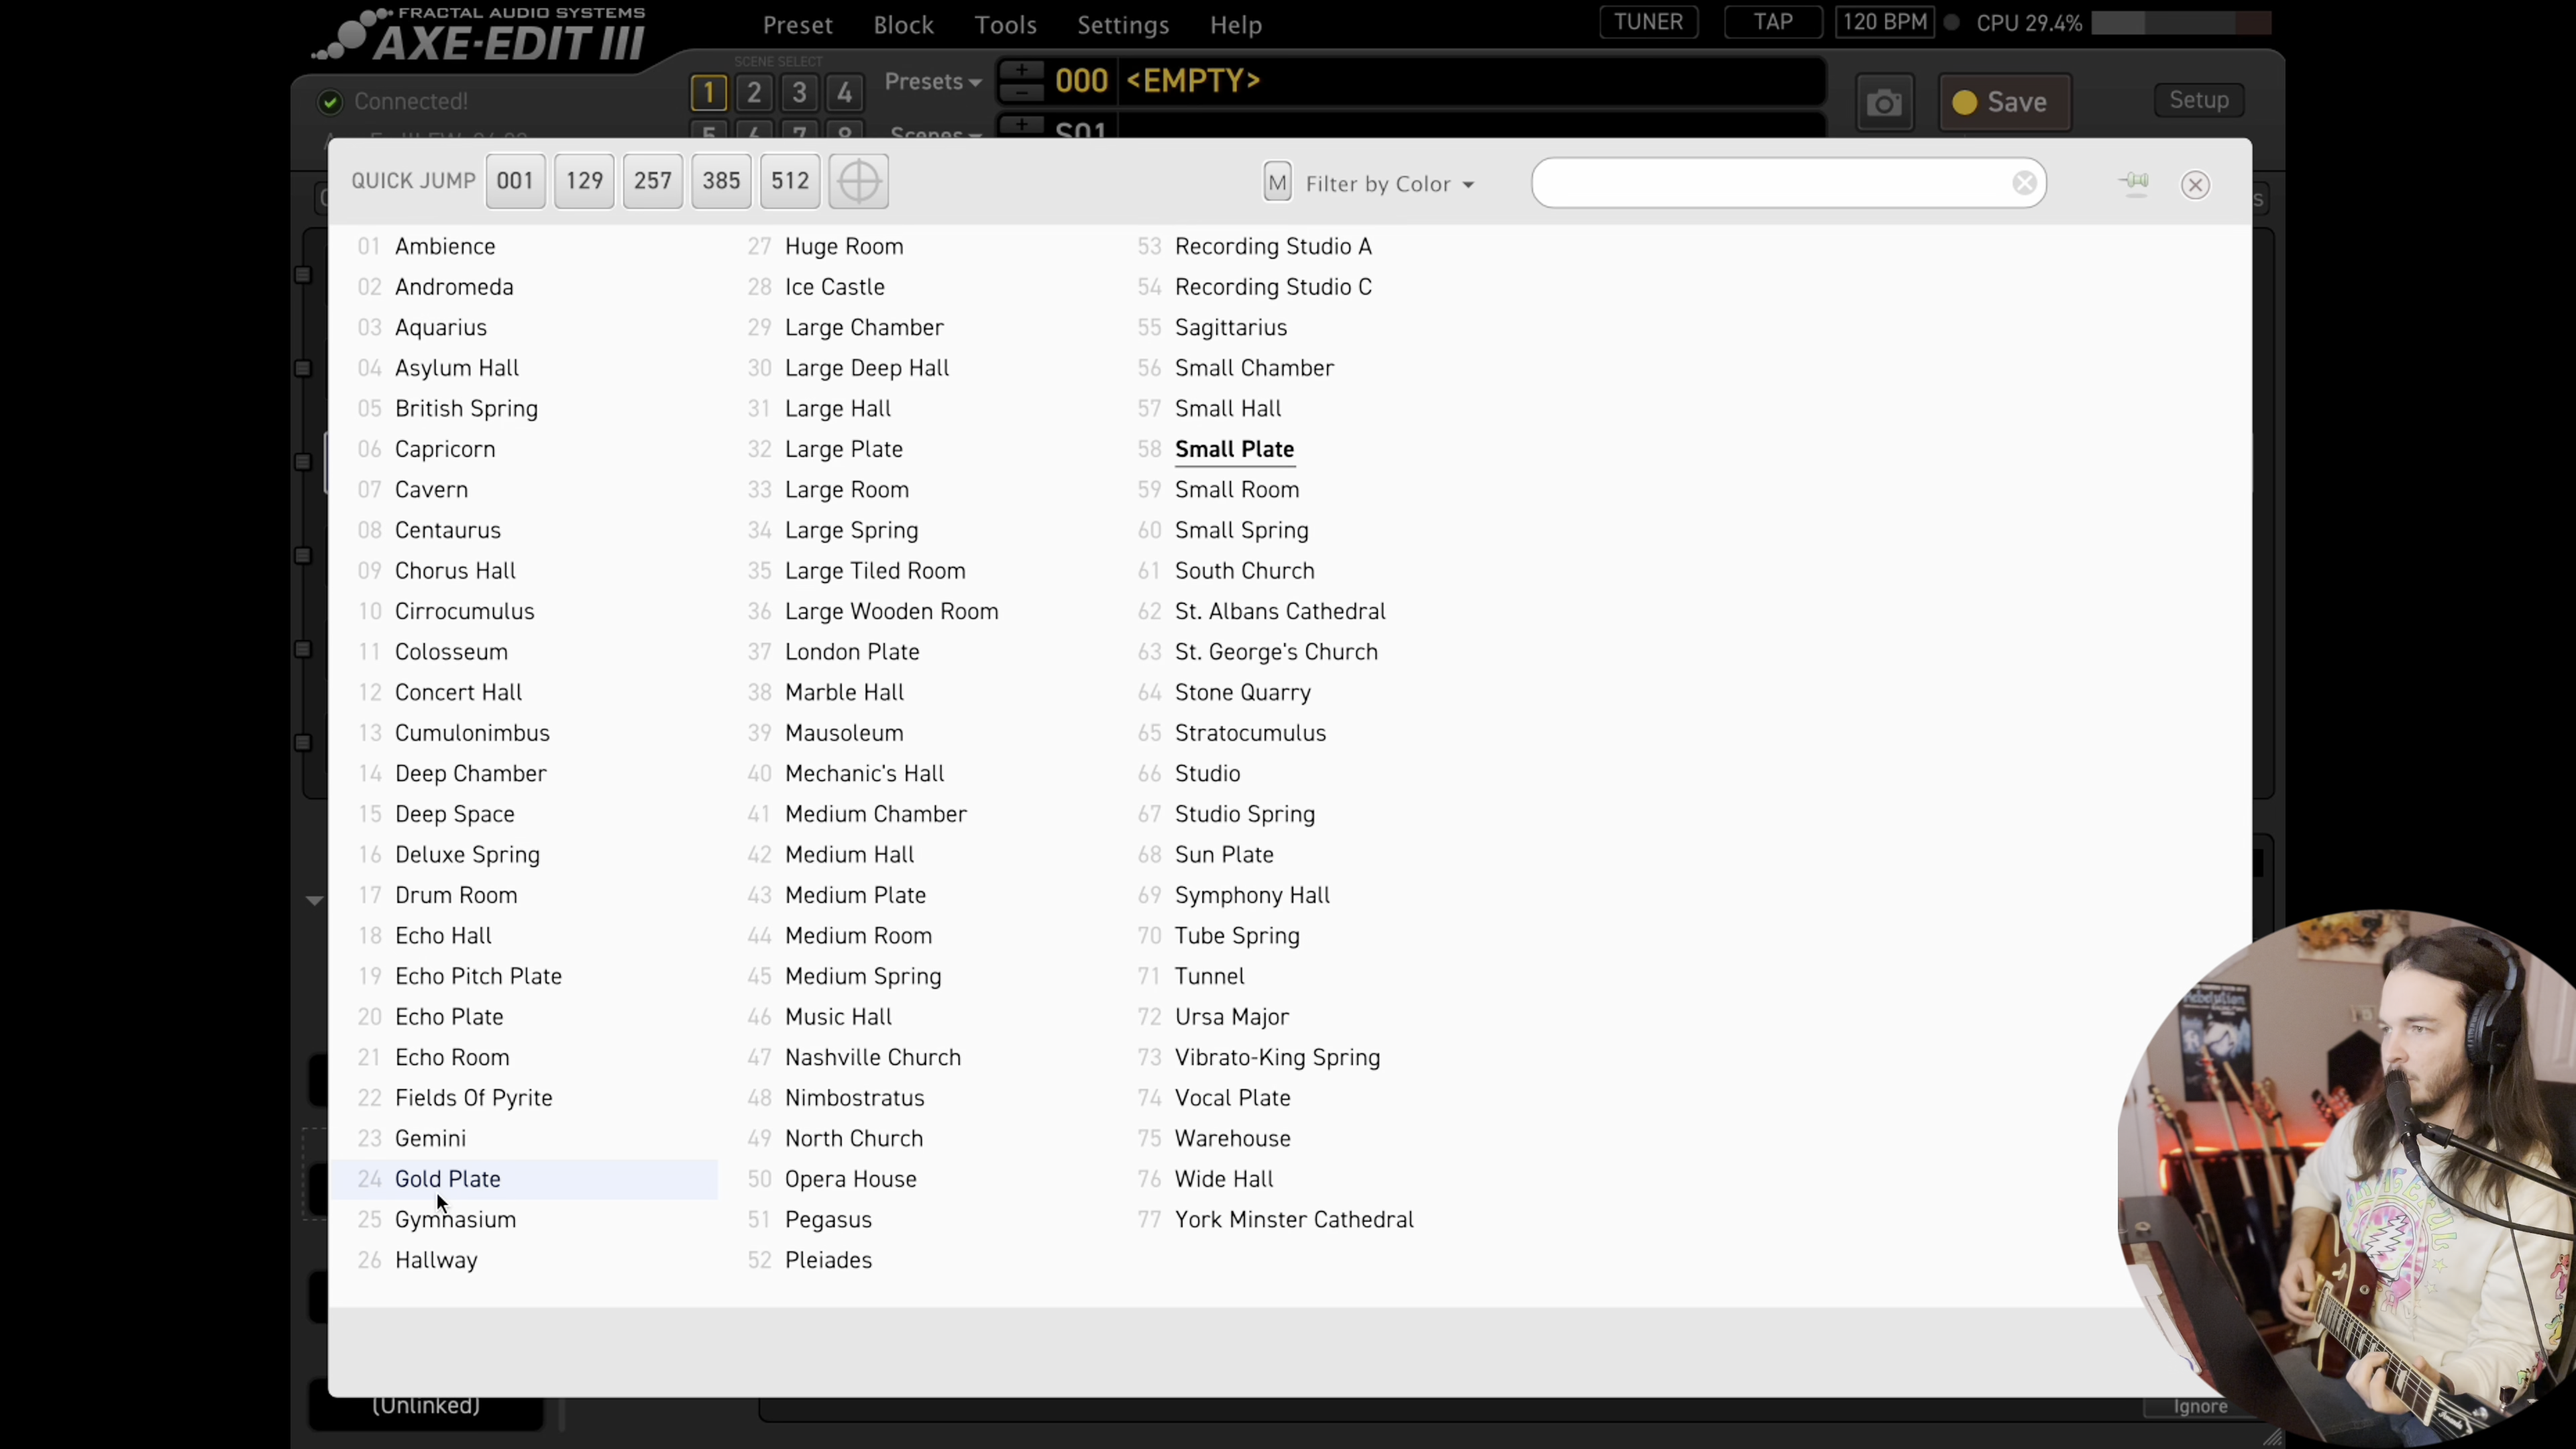 FRACTAL AUDIO SYSTEMS
AXE-EDIT III
Preset Block Tools Settings Help
TUNER TAP 120 BPM CPU 29.4%
SCENE SELECT
1 2 3 4 Presets
+ − 000 <EMPTY>
Connected!
Save
Setup
5 6 7 8 Scenes
+ S01
QUICK JUMP 001 129 257 385 512
M Filter by Color
01 Ambience
02 Andromeda
03 Aquarius
04 Asylum Hall
05 British Spring
06 Capricorn
07 Cavern
08 Centaurus
09 Chorus Hall
10 Cirrocumulus
11 Colosseum
12 Concert Hall
13 Cumulonimbus
14 Deep Chamber
15 Deep Space
16 Deluxe Spring
17 Drum Room
18 Echo Hall
19 Echo Pitch Plate
20 Echo Plate
21 Echo Room
22 Fields Of Pyrite
23 Gemini
24 Gold Plate
25 Gymnasium
26 Hallway
27 Huge Room
28 Ice Castle
29 Large Chamber
30 Large Deep Hall
31 Large Hall
32 Large Plate
33 Large Room
34 Large Spring
35 Large Tiled Room
36 Large Wooden Room
37 London Plate
38 Marble Hall
39 Mausoleum
40 Mechanic's Hall
41 Medium Chamber
42 Medium Hall
43 Medium Plate
44 Medium Room
45 Medium Spring
46 Music Hall
47 Nashville Church
48 Nimbostratus
49 North Church
50 Opera House
51 Pegasus
52 Pleiades
53 Recording Studio A
54 Recording Studio C
55 Sagittarius
56 Small Chamber
57 Small Hall
58 Small Plate
59 Small Room
60 Small Spring
61 South Church
62 St. Albans Cathedral
63 St. George's Church
64 Stone Quarry
65 Stratocumulus
66 Studio
67 Studio Spring
68 Sun Plate
69 Symphony Hall
70 Tube Spring
71 Tunnel
72 Ursa Major
73 Vibrato-King Spring
74 Vocal Plate
75 Warehouse
76 Wide Hall
77 York Minster Cathedral
Rebelution
(Unlinked)
Ignore